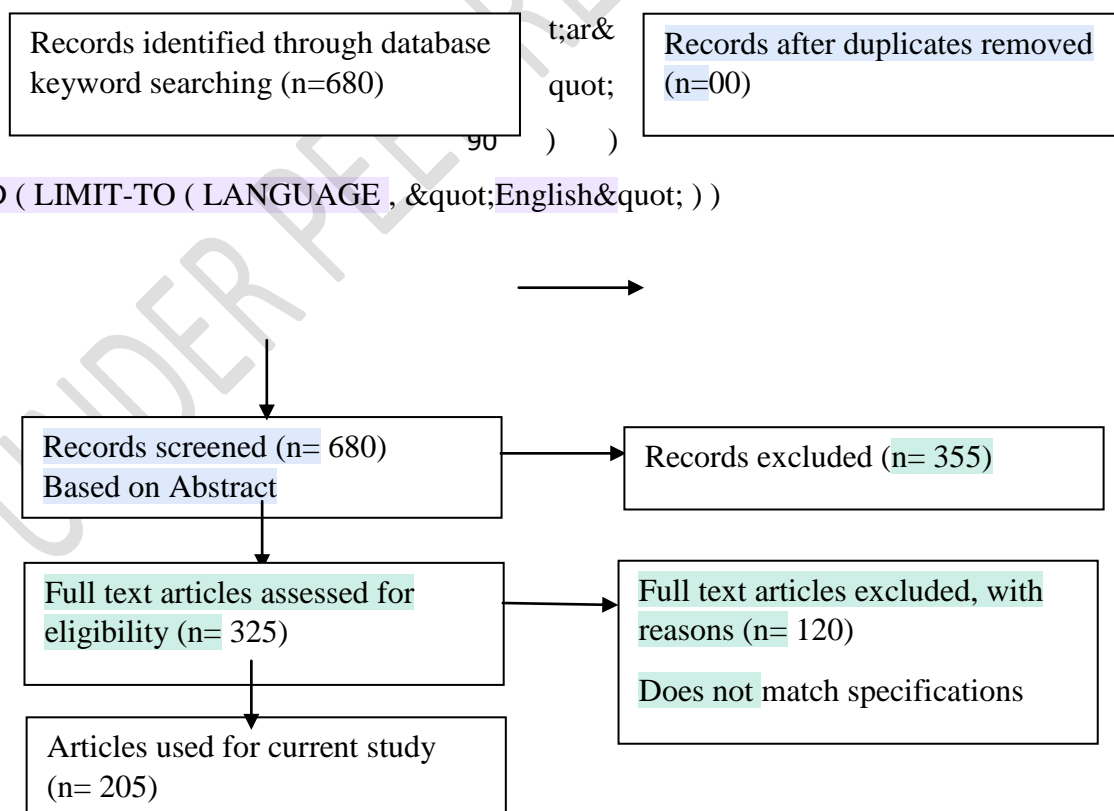 Records identified through database
keyword searching (n=680)
t;ar&
quot;
90 ) )
Records after duplicates removed
(n=00)
( LIMIT-TO ( LANGUAGE , &quot;English&quot; ) )
Records screened (n= 680)
Based on Abstract
Records excluded (n= 355)
Full text articles assessed for
eligibility (n= 325)
Full text articles excluded, with
reasons (n= 120)
Does not match specifications
Articles used for current study
(n= 205)
UNDER PEER